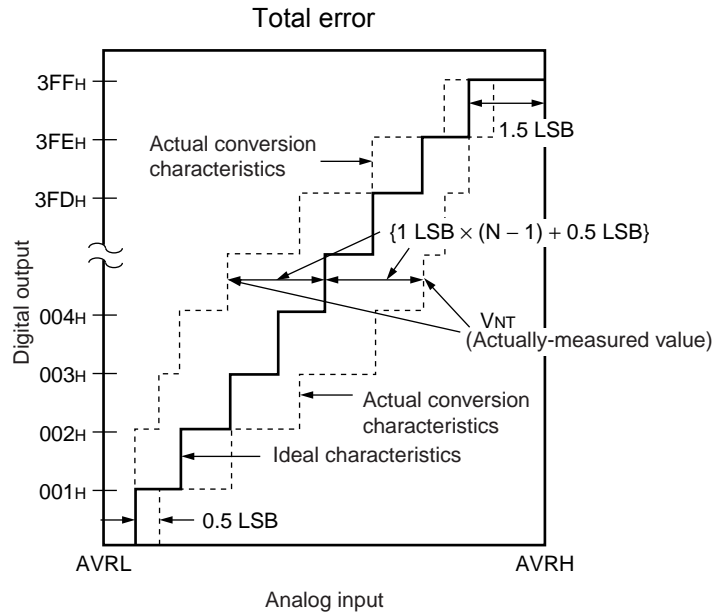 Total error
3FFH
3FEH
3FDH
004H
003H
002H
001H
Digital output
Actual conversion
characteristics
1.5 LSB
{1 LSB × (N − 1) + 0.5 LSB}
VNT
(Actually-measured value)
Actual conversion
characteristics
Ideal characteristics
0.5 LSB
AVRL
AVRH
Analog input